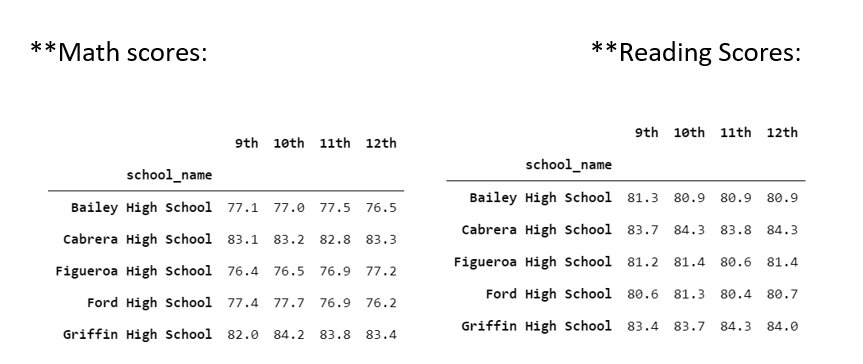 **Math scores:
9th 10th 11th 12th
school_name
Bailey High School 77.1 77.0 77.5 76.5
Cabrera High School 83.1 83.2 82.8 83.3
Figueroa High School 76.4 76.5 76.9 77.2
Ford High School 77.4 77.7 76.9 76.2
Griffin High School 82.0 84.2 83.8 83.4
**Reading Scores:
9th 10th 11th 12th
school_name
Bailey High School 81.3 80.9 80.9 80.9
Cabrera High School 83.7 84.3 83.8 84.3
Figueroa High School 81.2 81.4 80.6 81.4
Ford High School 80.6 81.3 80.4 80.7
Griffin High School 83.4 83.7 84.3 84.0